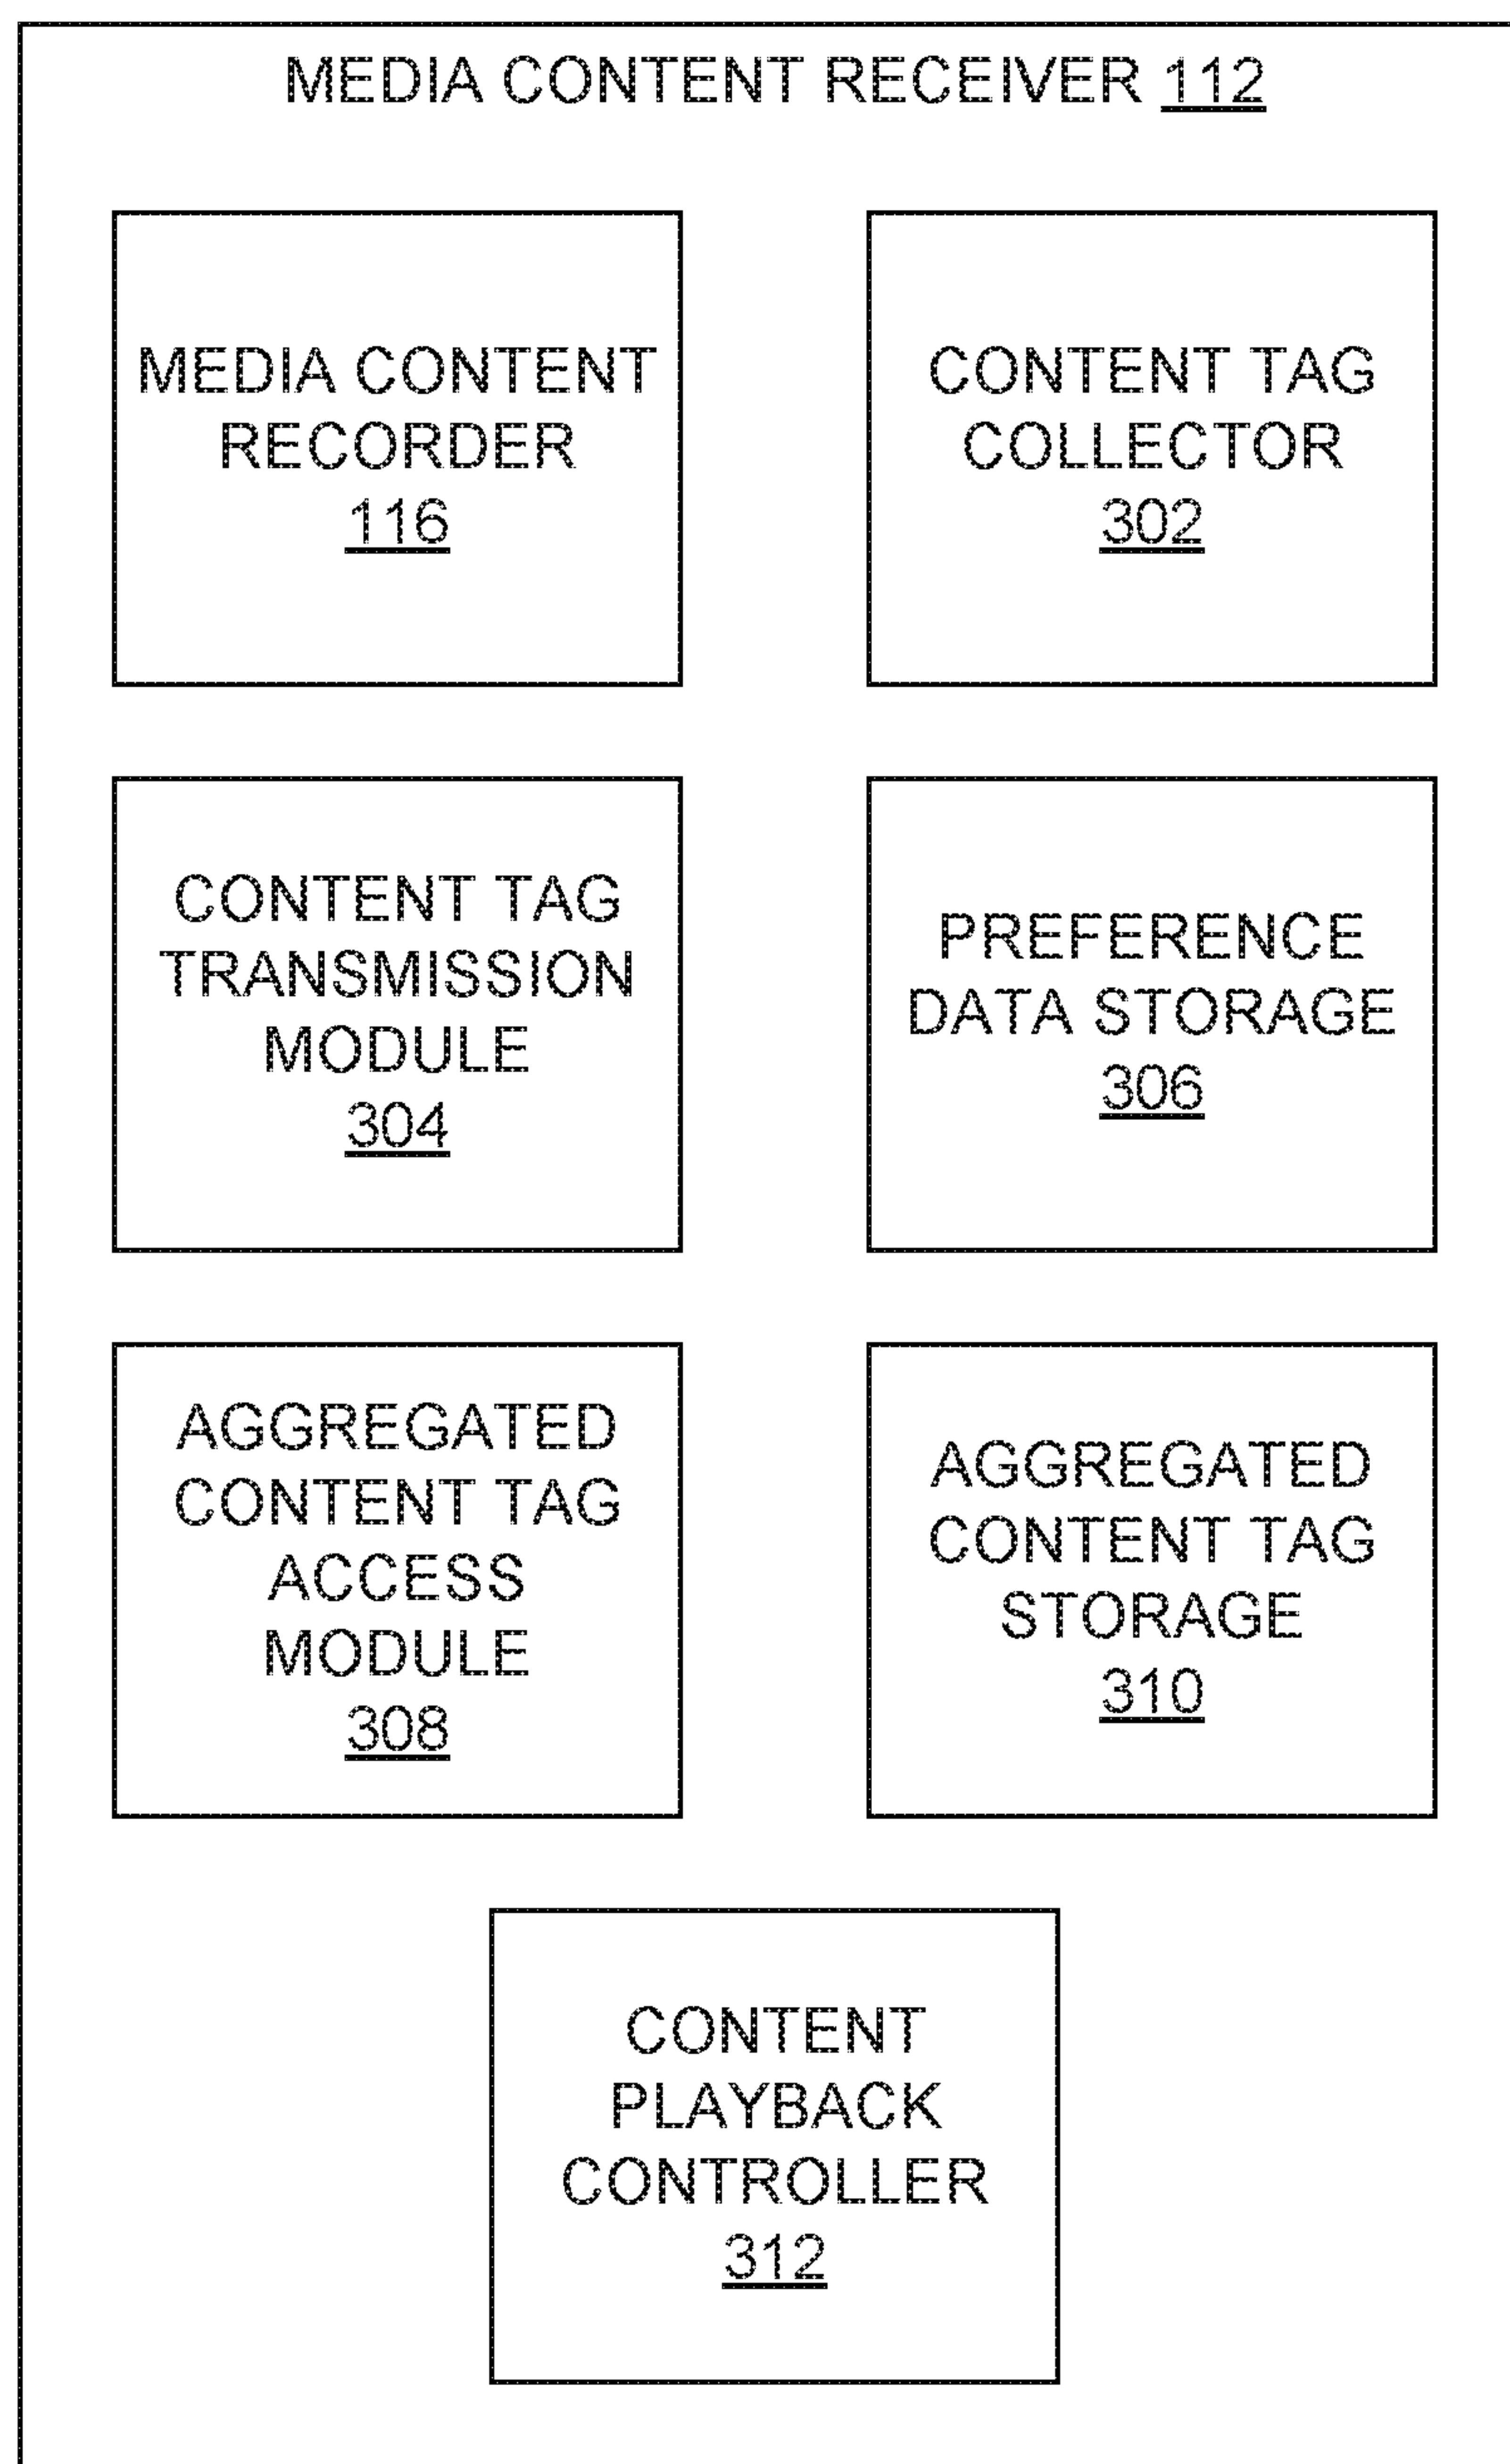 MEDIA CONTENT RECEIVER 112
MEDIA CONTENT
RECORDER
116
CONTENT TAG
COLLECTOR
302
CONTENT TAG
TRANSMISSION
MODULE
304
PREFERENCE
DATA STORAGE
306
AGGREGATED
CONTENT TAG
ACCESS
MODULE
308
AGGREGATED
CONTENT TAG
STORAGE
310
CONTENT
PLAYBACK
CONTROLLER
312